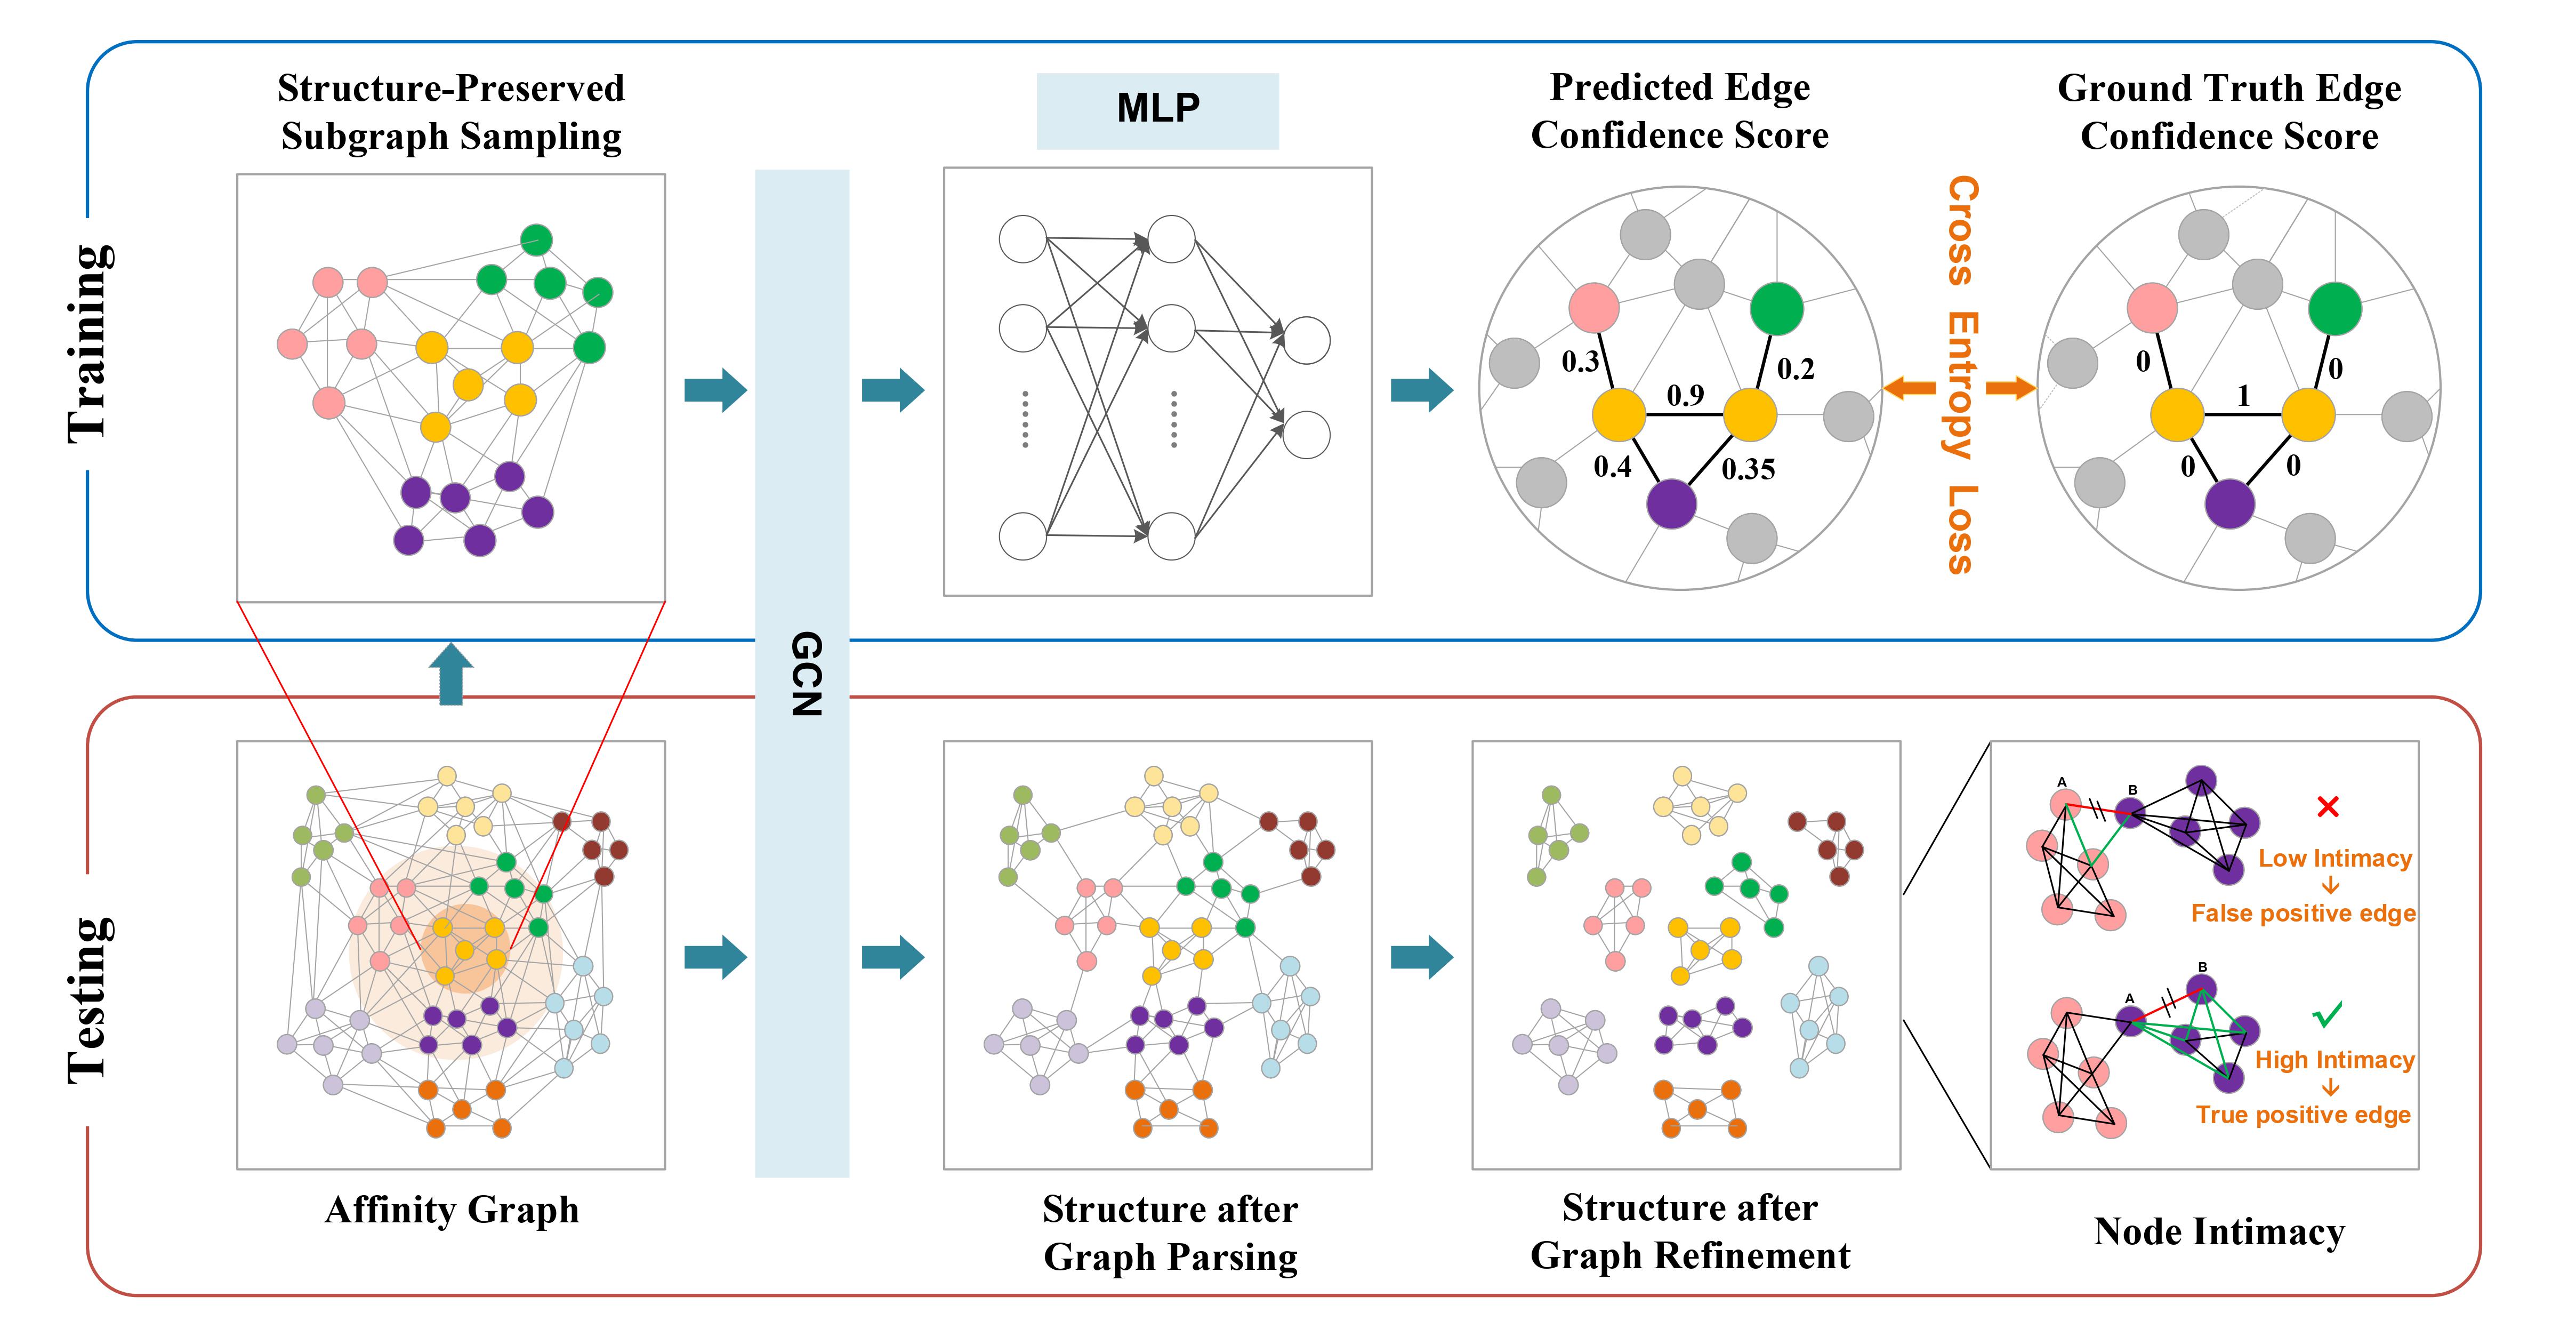 Training
Structure-Preserved
Subgraph Sampling
MLP
Predicted Edge
Confidence Score
0.3
0.2
0.9
0.4
0.35
Cross Entropy Loss
Ground Truth Edge
Confidence Score
0
0
1
0
0
GCN
Testing
Affinity Graph
Structure after
Graph Parsing
Structure after
Graph Refinement
A
B
Low Intimacy
False positive edge
A
B
High Intimacy
True positive edge
Node Intimacy